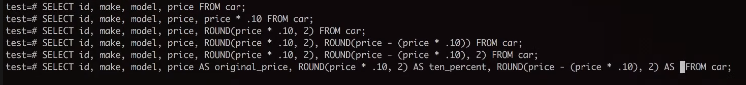 test=# SELECT id, make, model, price FROM car;
test=# SELECT id, make, model, price, price * .10 FROM car;
test=# SELECT id, make, model, price, ROUND(price * .10, 2) FROM car;
test=# SELECT id, make, model, price, ROUND(price * .10, 2), ROUND(price - (price * .10)) FROM car;
test=# SELECT id, make, model, price, ROUND(price * .10, 2), ROUND(price - (price * .10), 2) FROM car;
test=# SELECT id, make, model, price AS original_price, ROUND(price * .10, 2) AS ten_percent, ROUND(price - (price * .10), 2) AS FROM car;